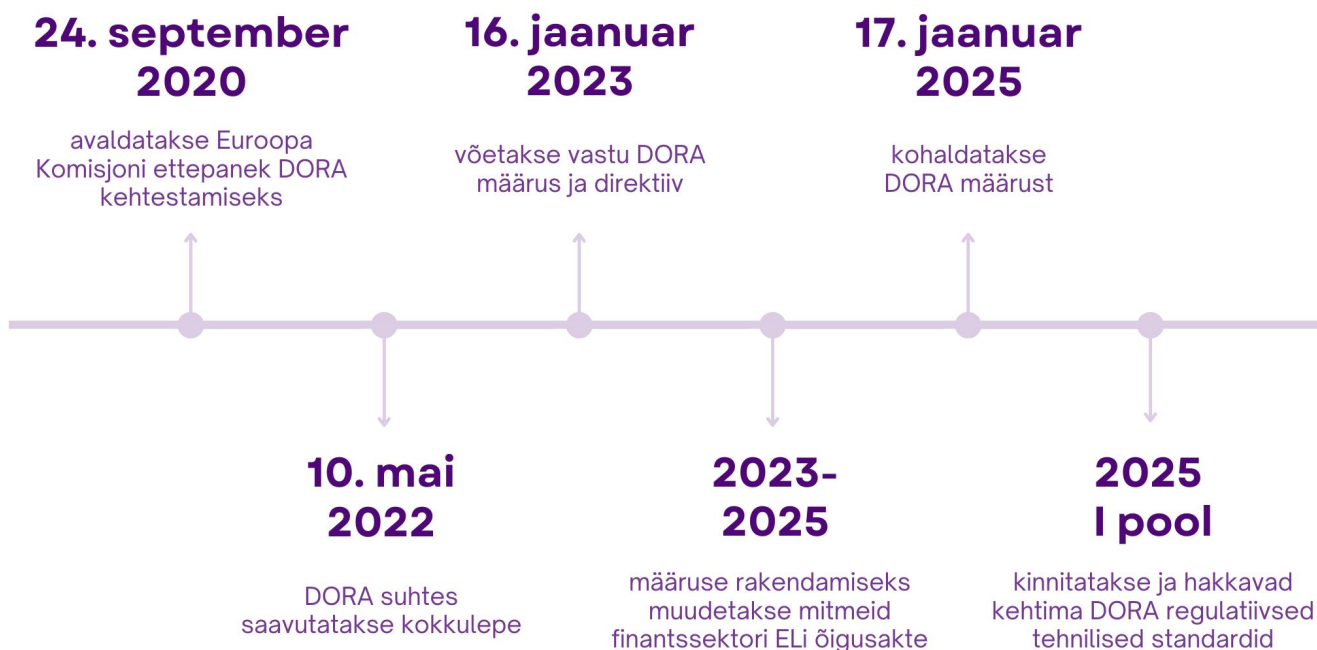 24. september
2020
avaldatakse Euroopa
Komisjoni ettepanek DORA
kehtestamiseks
10. mai
2022
DORA suhtes
saavutatakse kokkulepe
16. jaanuar
2023
võetakse vastu DORA
määrus ja direktiiv
2023-
2025
määruse rakendamiseks
muudetakse mitmeid
finantssektori ELi õigusakte
17. jaanuar
2025
kohaldatakse
DORA määrust
2025
I pool
kinnitatakse ja hakkavad
kehtima DORA regulatiivsed
tehnilised standardid